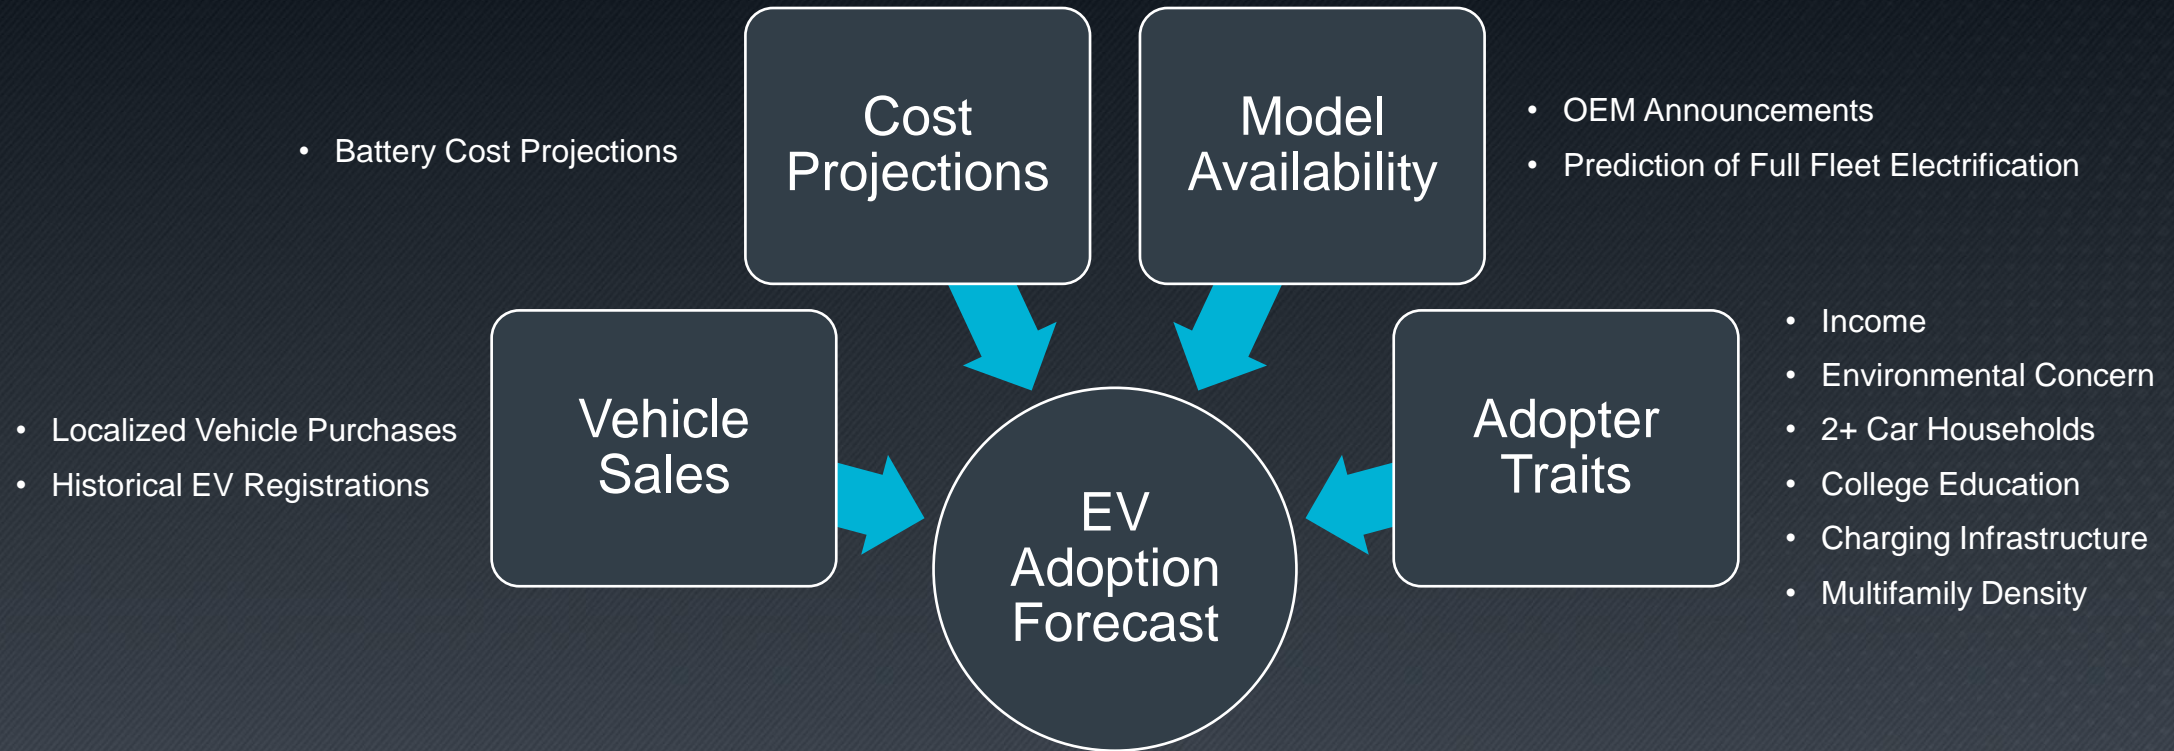 Cost
Projections
Model
Availability
• Battery Cost Projections
• OEM Announcements
• Prediction of Full Fleet Electrification
Vehicle
Sales
• Localized Vehicle Purchases
• Historical EV Registrations
Adopter
Traits
• Income
• Environmental Concern
• 2+ Car Households
• College Education
• Charging Infrastructure
• Multifamily Density
EV
Adoption
Forecast